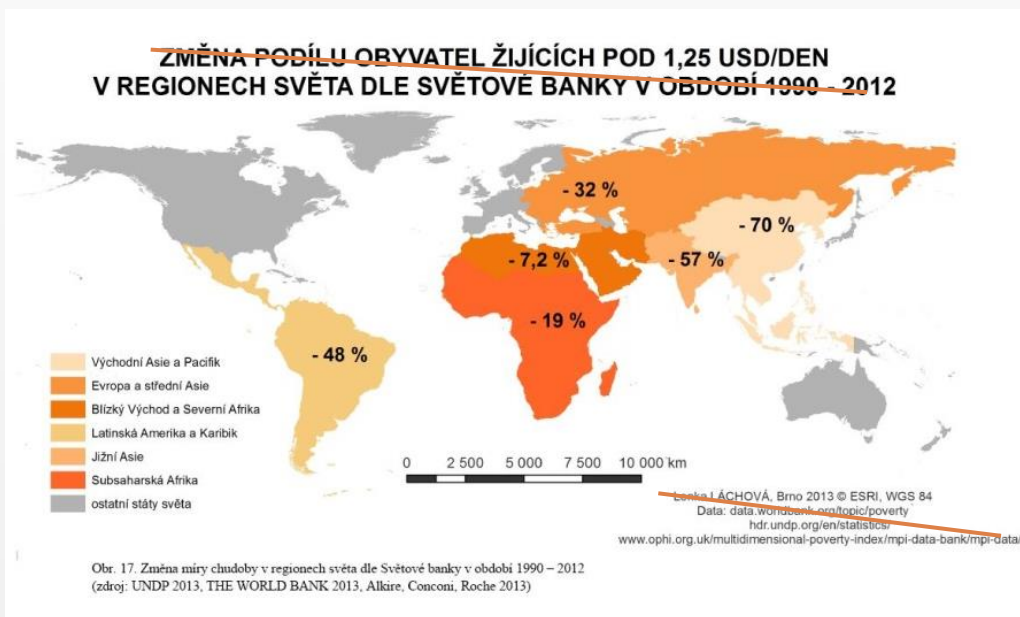 ZMĚNA PODÍLU OBYVATEL ŽIJÍCÍCH POD 1,25 USD/DEN
V REGIONECH SVĚTA DLE SVĚTOVÉ BANKY V OBDOBÍ 1990 - 2012
- 32 %
- 70 %
- 7,2 %
- 57 %
- 19 %
- 48 %
Východní Asie a Pacifik
Evropa a střední Asie
Blízký Východ a Severní Afrika
Latinská Amerika a Karibik
Jižní Asie
Subsaharská Afrika
ostatní státy světa
0 2 500 5 000 7 500 10 000 km
Lenka LÁCHOVÁ, Brno 2013 © ESRI, WGS 84
Data: data.worldbank.org/topic/poverty
hdr.undp.org/en/statistics/
www.ophi.org.uk/multidimensional-poverty-index/mpi-data-bank/mpi-data/
Obr. 17. Změna míry chudoby v regionech světa dle Světové banky v období 1990 – 2012
(zdroj: UNDP 2013, THE WORLD BANK 2013, Alkire, Conconi, Roche 2013)